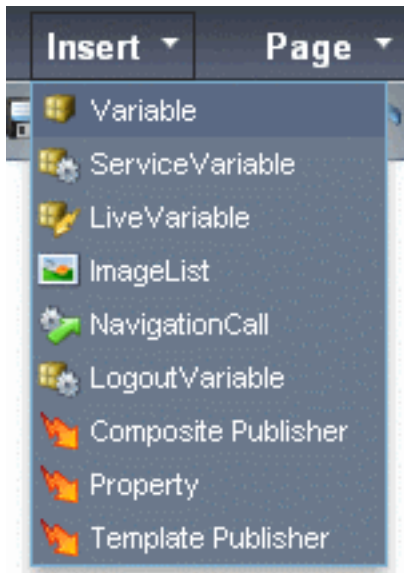 Insert Page
Variable
ServiceVariable
LiveVariable
ImageList
NavigationCall
LogoutVariable
Composite Publisher
Property
Template Publisher